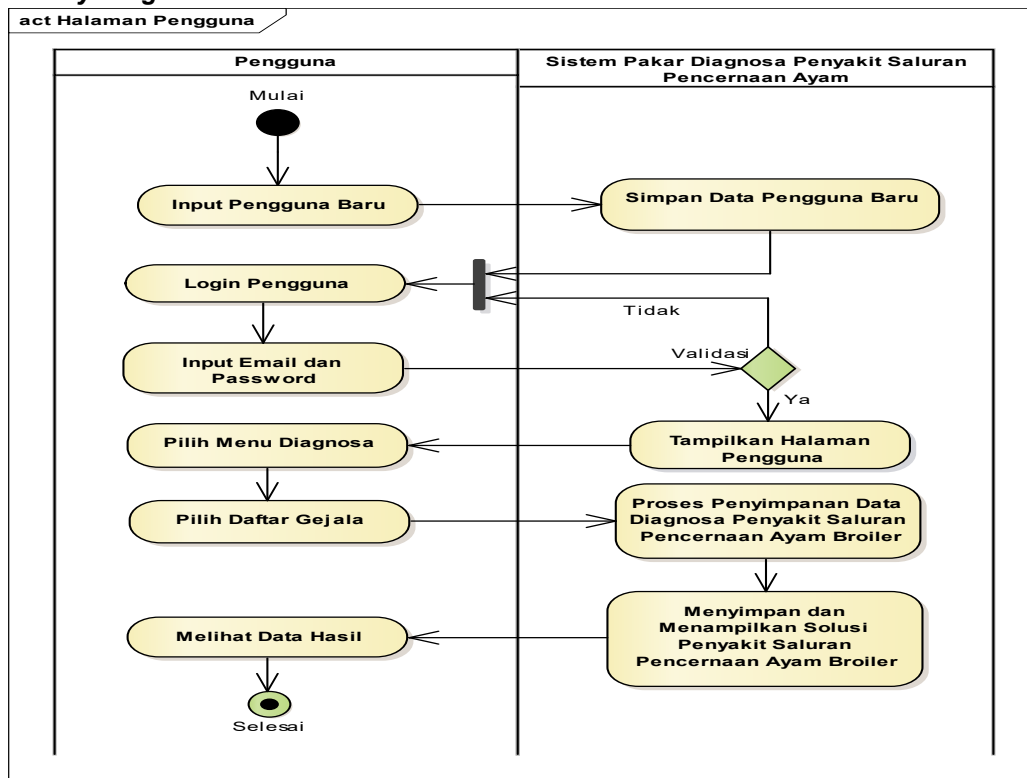 act Halaman Pengguna
Pengguna
Sistem Pakar Diagnosa Penyakit Saluran
Pencernaan Ayam
Mulai
Input Pengguna Baru
Simpan Data Pengguna Baru
Login Pengguna
Tidak
Input Email dan
Password
Validasi
Ya
Pilih Menu Diagnosa
Tampilkan Halaman
Pengguna
Pilih Daftar Gejala
Proses Penyimpanan Data
Diagnosa Penyakit Saluran
Pencernaan Ayam Broiler
Melihat Data Hasil
Menyimpan dan
Menampilkan Solusi
Penyakit Saluran
Pencernaan Ayam Broiler
Selesai